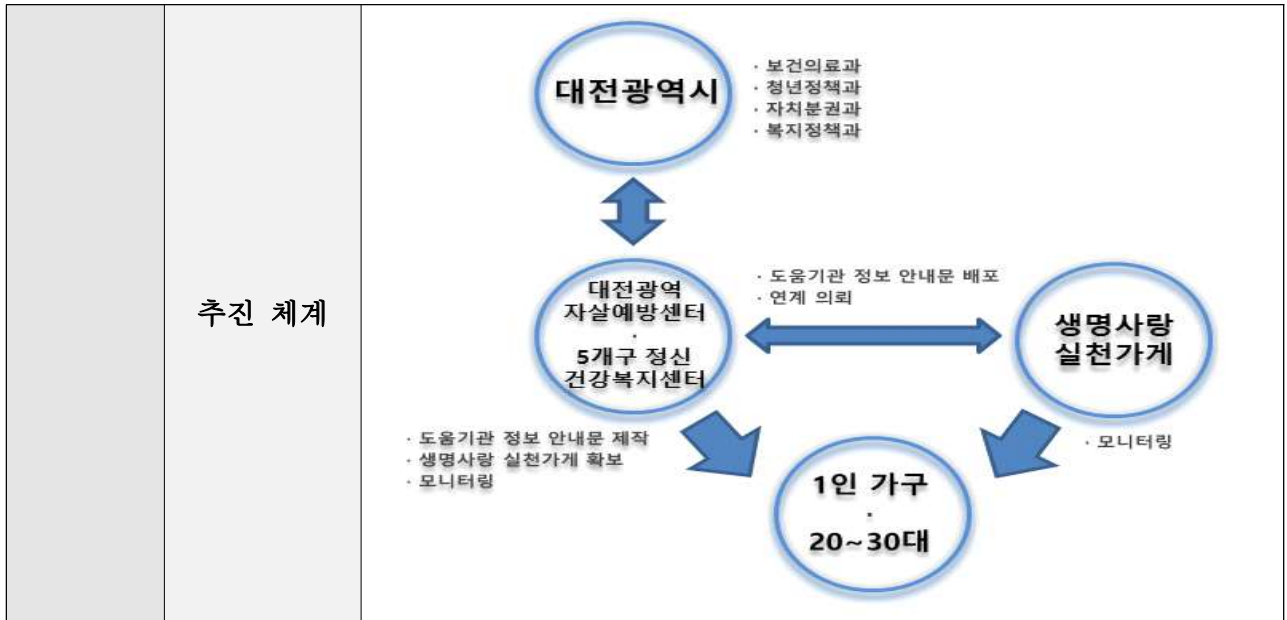 추진 체계
대전광역시
· 보건의료과
· 청년정책과
· 자치분권과
· 복지정책과
대전광역
자살예방센터
·
5개구 정신
건강복지센터
· 도움기관 정보 안내문 배포
· 연계 의뢰
생명사랑
실천가게
· 도움기관 정보 안내문 제작
· 생명사랑 실천가게 확보
· 모니터링
· 모니터링
1인 가구
·
20~30대